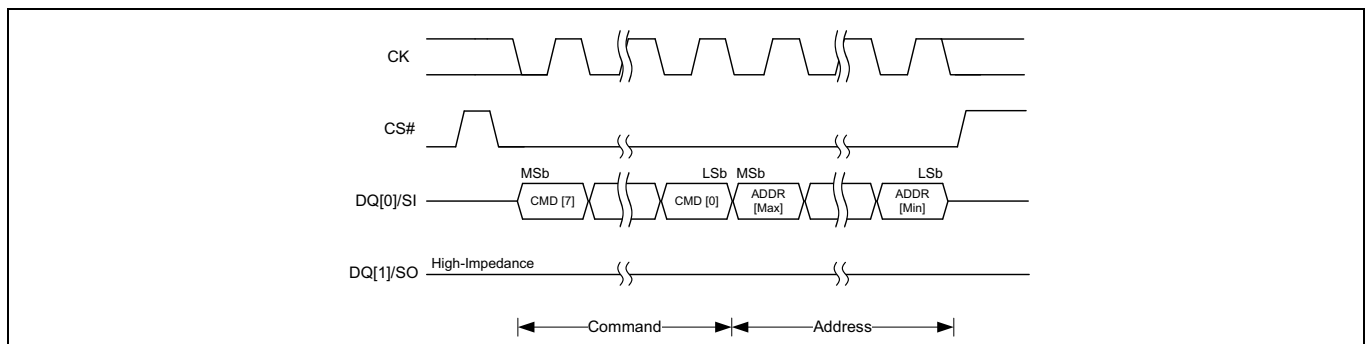 CK
CS#
MSb LSb MSb LSb
DQ[0]/SI CMD [7] CMD [0] ADDR [Max] ADDR [Min]
High-Impedance
DQ[1]/SO
Command Address